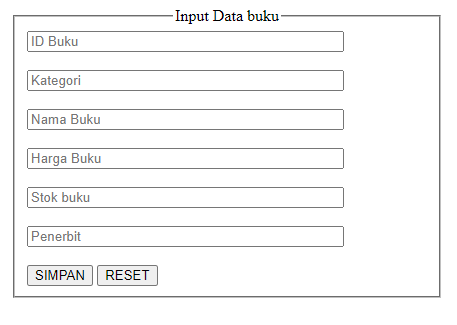 Input Data buku
ID Buku
Kategori
Nama Buku
Harga Buku
Stok buku
Penerbit
SIMPAN RESET